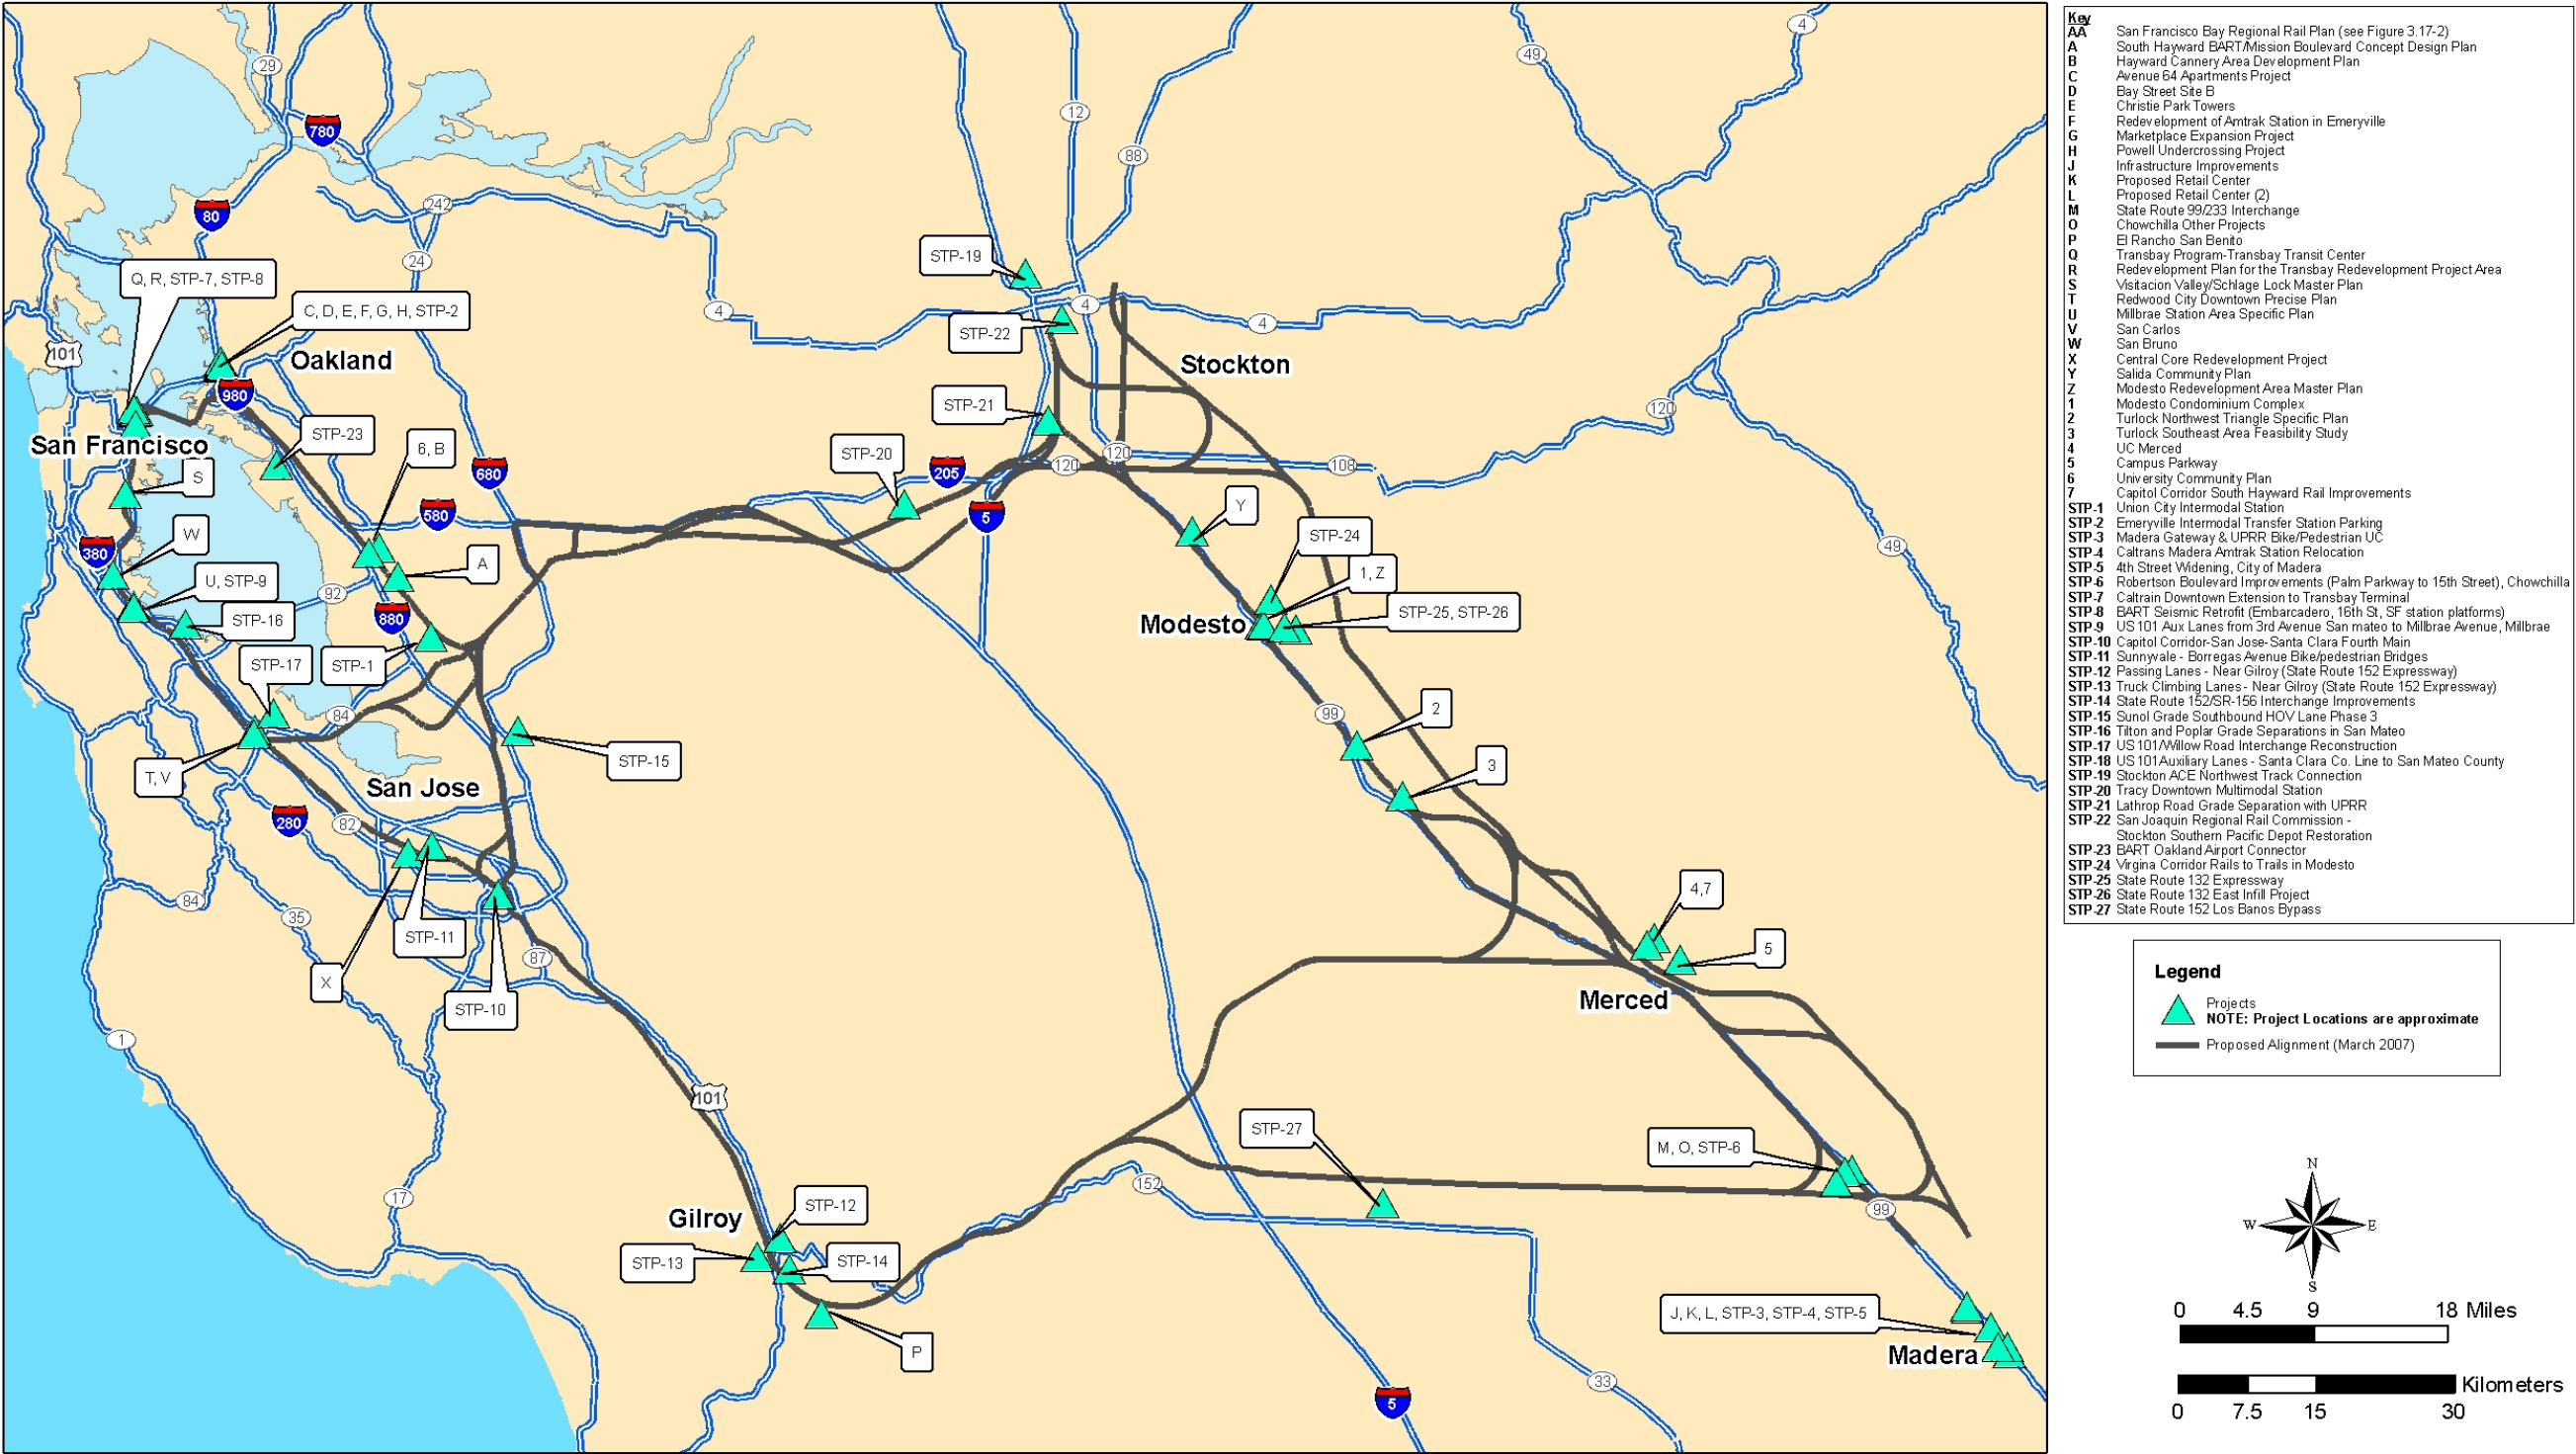 29
780
80
242
24
12
88
49
4
Q, R, STP-7, STP-8
C, D, E, F, G, H, STP-2
101
Oakland
980
STP-19
STP-22
4
4
4
Stockton
120
STP-21
San Francisco
STP-23
6, B
680
S
STP-20
205
120
120
108
580
5
Y
49
W
380
A
STP-24
1, Z
U, STP-9
92
880
STP-25, STP-26
STP-16
Modesto
STP-17
STP-1
84
99
2
T, V
STP-15
3
San Jose
280
82
84
35
STP-11
4,7
5
87
X
STP-10
Merced
1
101
STP-27
M, O, STP-6
152
17
STP-12
Gilroy
99
STP-13
STP-14
P
J, K, L, STP-3, STP-4, STP-5
Madera
33
5
Key
AA San Francisco Bay Regional Rail Plan (see Figure 3.17-2)
A South Hayward BART/Mission Boulevard Concept Design Plan
B Hayward Cannery Area Development Plan
C Avenue 64 Apartments Project
D Bay Street Site B
E Christie Park Towers
F Redevelopment of Amtrak Station in Emeryville
G Marketplace Expansion Project
H Powell Undercrossing Project
J Infrastructure Improvements
K Proposed Retail Center
L Proposed Retail Center (2)
M State Route 99/233 Interchange
O Chowchilla Other Projects
P El Rancho San Benito
Q Transbay Program-Transbay Transit Center
R Redevelopment Plan for the Transbay Redevelopment Project Area
S Visitacion Valley/Schlage Lock Master Plan
T Redwood City Downtown Precise Plan
U Millbrae Station Area Specific Plan
V San Carlos
W San Bruno
X Central Core Redevelopment Project
Y Salida Community Plan
Z Modesto Redevelopment Area Master Plan
1 Modesto Condominium Complex
2 Turlock Northwest Triangle Specific Plan
3 Turlock Southeast Area Feasibility Study
4 UC Merced
5 Campus Parkway
6 University Community Plan
7 Capitol Corridor South Hayward Rail Improvements
STP-1 Union City Intermodal Station
STP-2 Emeryville Intermodal Transfer Station Parking
STP-3 Madera Gateway & UPRR Bike/Pedestrian UC
STP-4 Caltrans Madera Amtrak Station Relocation
STP-5 4th Street Widening, City of Madera
STP-6 Robertson Boulevard Improvements (Palm Parkway to 15th Street), Chowchilla
STP-7 Caltrain Downtown Extension to Transbay Terminal
STP-8 BART Seismic Retrofit (Embarcadero, 16th St, SF station platforms)
STP-9 US 101 Aux Lanes from 3rd Avenue San mateo to Millbrae Avenue, Millbrae
STP-10 Capitol Corridor-San Jose-Santa Clara Fourth Main
STP-11 Sunnyvale - Borregas Avenue Bike/pedestrian Bridges
STP-12 Passing Lanes - Near Gilroy (State Route 152 Expressway)
STP-13 Truck Climbing Lanes - Near Gilroy (State Route 152 Expressway)
STP-14 State Route 152/SR-156 Interchange Improvements
STP-15 Sunol Grade Southbound HOV Lane Phase 3
STP-16 Tilton and Poplar Grade Separations in San Mateo
STP-17 US 101/Willow Road Interchange Reconstruction
STP-18 US 101 Auxiliary Lanes - Santa Clara Co. Line to San Mateo County
STP-19 Stockton ACE Northwest Track Connection
STP-20 Tracy Downtown Multimodal Station
STP-21 Lathrop Road Grade Separation with UPRR
STP-22 San Joaquin Regional Rail Commission -
Stockton Southern Pacific Depot Restoration
STP-23 BART Oakland Airport Connector
STP-24 Virgina Corridor Rails to Trails in Modesto
STP-25 State Route 132 Expressway
STP-26 State Route 132 East Infill Project
STP-27 State Route 152 Los Banos Bypass
Legend
Projects
NOTE: Project Locations are approximate
Proposed Alignment (March 2007)
N
W E
S
0 4.5 9 18 Miles
Kilometers
0 7.5 15 30